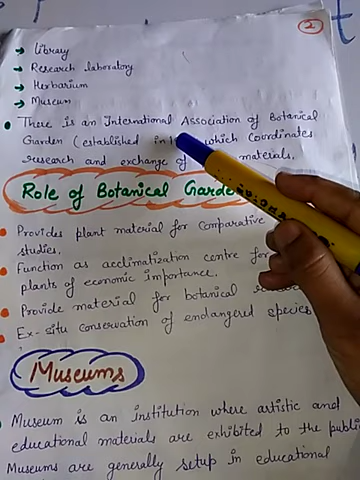 2
→ Library
→ Research laboratory
→ Herbarium
→ Museum
• There is an International Association of Botanical
Garden (established in which Coordinates
research and exchange of materials.
Role of Botanical
• Provides plant material for comparative
studies.
• Function as acclimatization centre for
plants of economic importance.
• Provide material for botanical
• Ex-situ conservation of endangered species
Museums
• Museum is an institution where artistic and
educational materials are exhibited to the
Museums are generally setup in educational